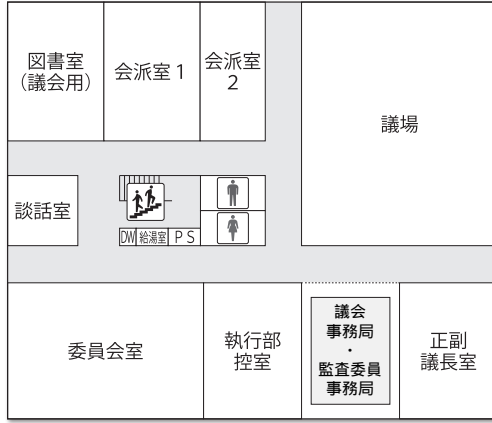 図書室
（議会用）
会派室 1
会派室
2
議場
談話室
DW
給湯室
P S
委員会室
執行部
控室
議会
事務局
・
監査委員
事務局
正副
議長室